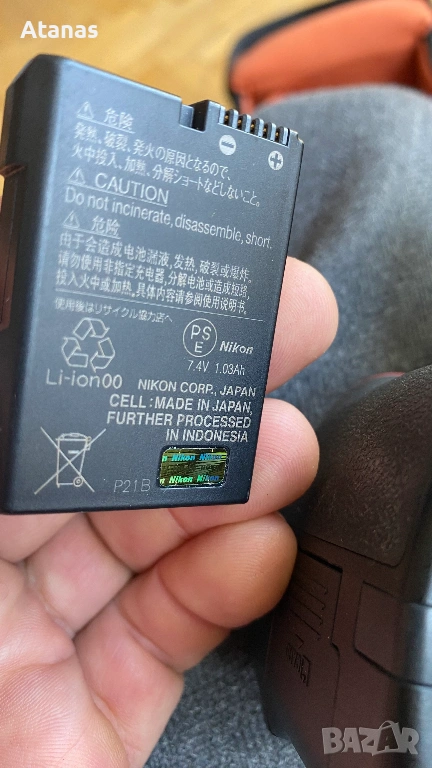 Atanas
⚠ 危険
発熱、破裂、発火の原因となるので、
火中投入、加熱、分解ショートなどしないこと。
⚠ CAUTION
Do not incinerate, disassemble, short.
⚠ 危险
由于会造成电池漏液,发热,破裂或爆炸,
请勿使用非指定充电器,分解电池或造成短路,
投入火中或加热。具体内容请参阅使用说明书。
使用後はリサイクル協力店へ
PS
E
Nikon
7.4V 1.03Ah
Li-ion00
NIKON CORP., JAPAN
CELL: MADE IN JAPAN,
FURTHER PROCESSED
IN INDONESIA
P21B
Nikon Nikon
BAZAR